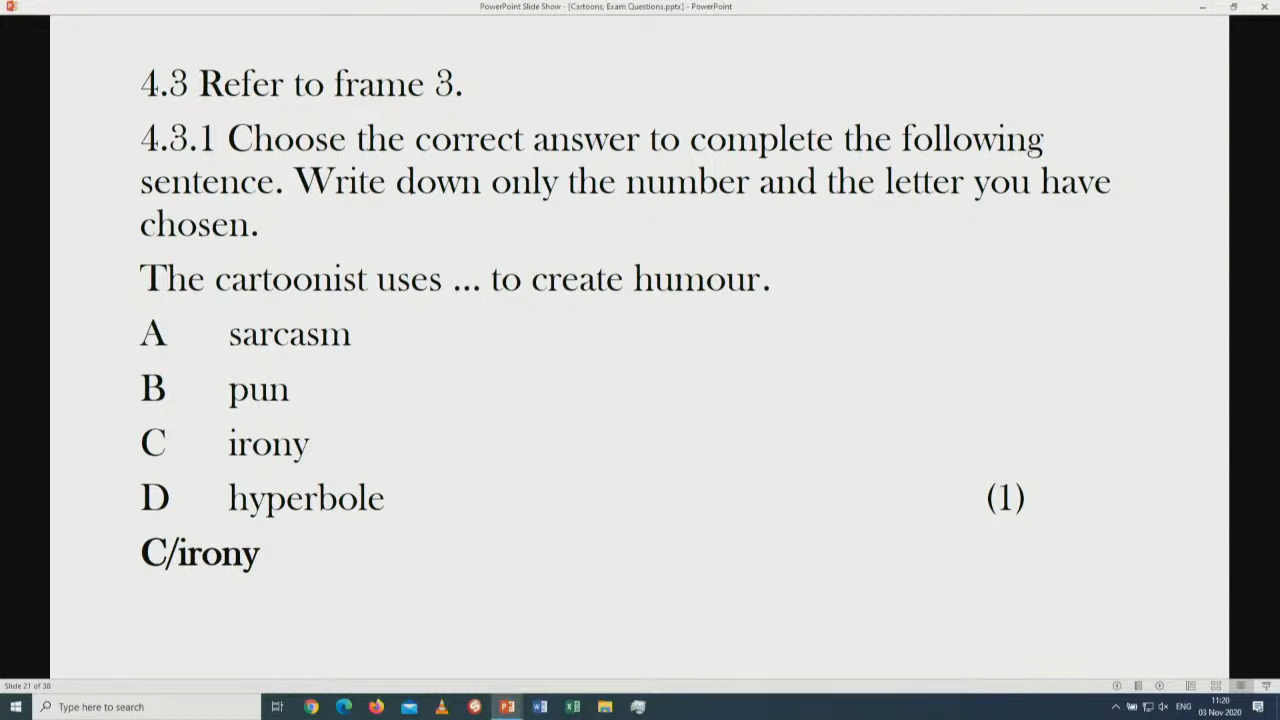 PowerPoint Slide Show - [Cartoons, Exam Questions.pptx] - PowerPoint
4.3 Refer to frame 3.
4.3.1 Choose the correct answer to complete the following
sentence. Write down only the number and the letter you have
chosen.
The cartoonist uses ... to create humour.
A sarcasm
B pun
C irony
D hyperbole (1)
C/irony
Slide 21 of 38
Type here to search
ENG
11:20
03 Nov 2020